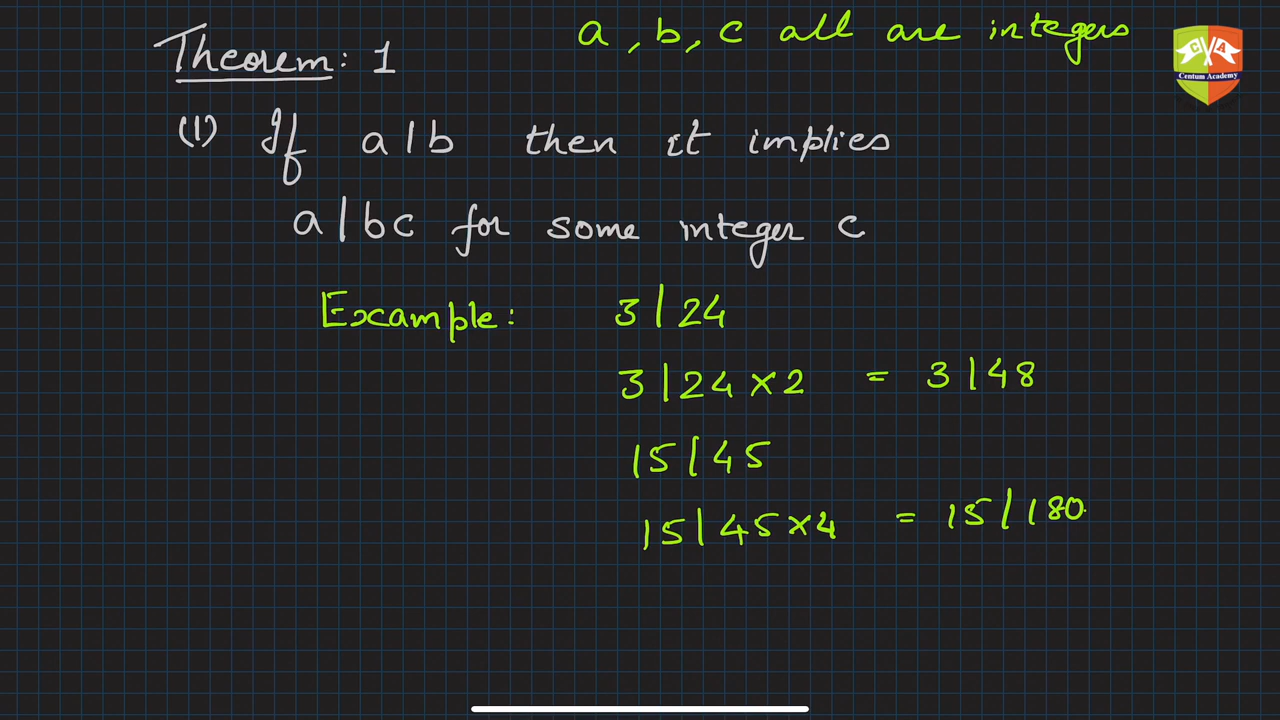 a, b, c all are integers
Theorem: 1
(1) If a|b then it implies
a|bc for some integer c
Example: 3|24
3|24×2 = 3|48
15|45
15|45×4 = 15|180
C A
Centum Academy